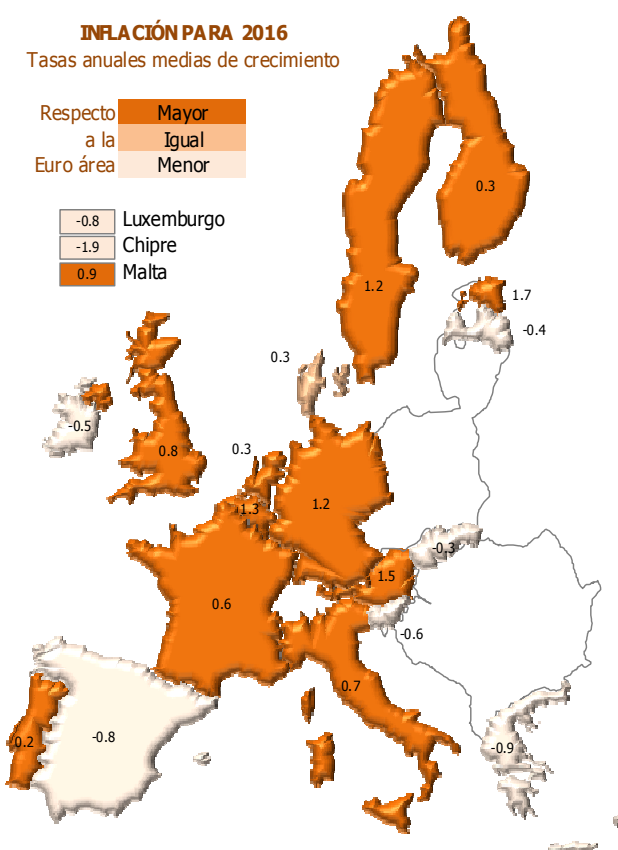 INFLACIÓN PARA 2016
Tasas anuales medias de crecimiento
Respecto Mayor
a la Igual
Euro área Menor
-0.8 Luxemburgo
-1.9 Chipre
0.9 Malta
0.3
1.2
1.7
-0.4
0.3
-0.5
0.8
0.3
1.3
1.2
-0.3
1.5
0.6
-0.6
0.7
0.2
-0.8
-0.9